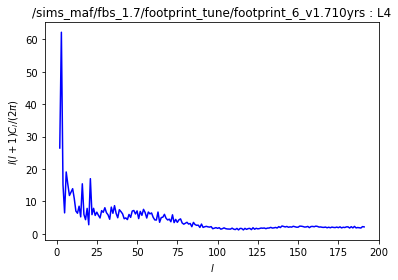 /sims_maf/fbs_1.7/footprint_tune/footprint_6_v1.710yrs : L4
60
50
40
30
20
10
0
l(l + 1)C_l/(2π)
0 25 50 75 100 125 150 175 200
l